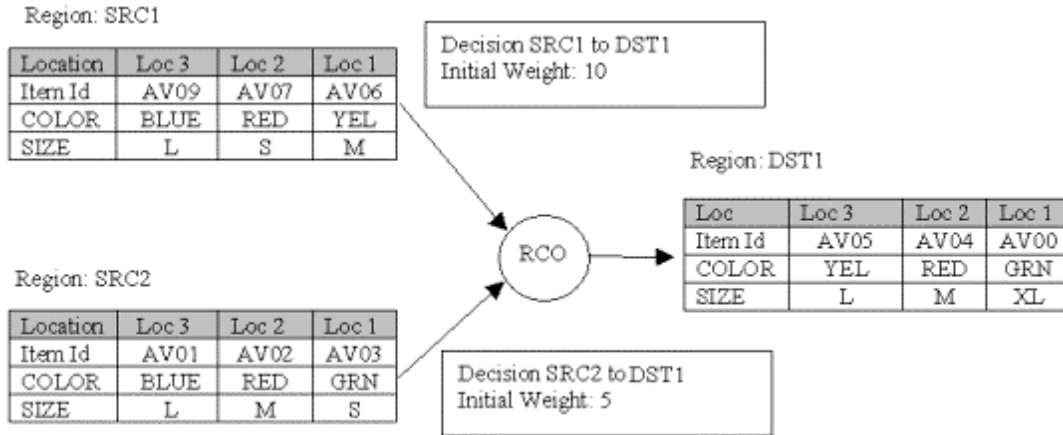 Region: SRC1
Location Loc 3 Loc 2 Loc 1
Item Id AV09 AV07 AV06
COLOR BLUE RED YEL
SIZE L S M
Decision SRC1 to DST1
Initial Weight: 10
Region: DST1
Loc Loc 3 Loc 2 Loc 1
Item Id AV05 AV04 AV00
COLOR YEL RED GRN
SIZE L M XL
RCO
Region: SRC2
Location Loc 3 Loc 2 Loc 1
Item Id AV01 AV02 AV03
COLOR BLUE RED GRN
SIZE L M S
Decision SRC2 to DST1
Initial Weight: 5